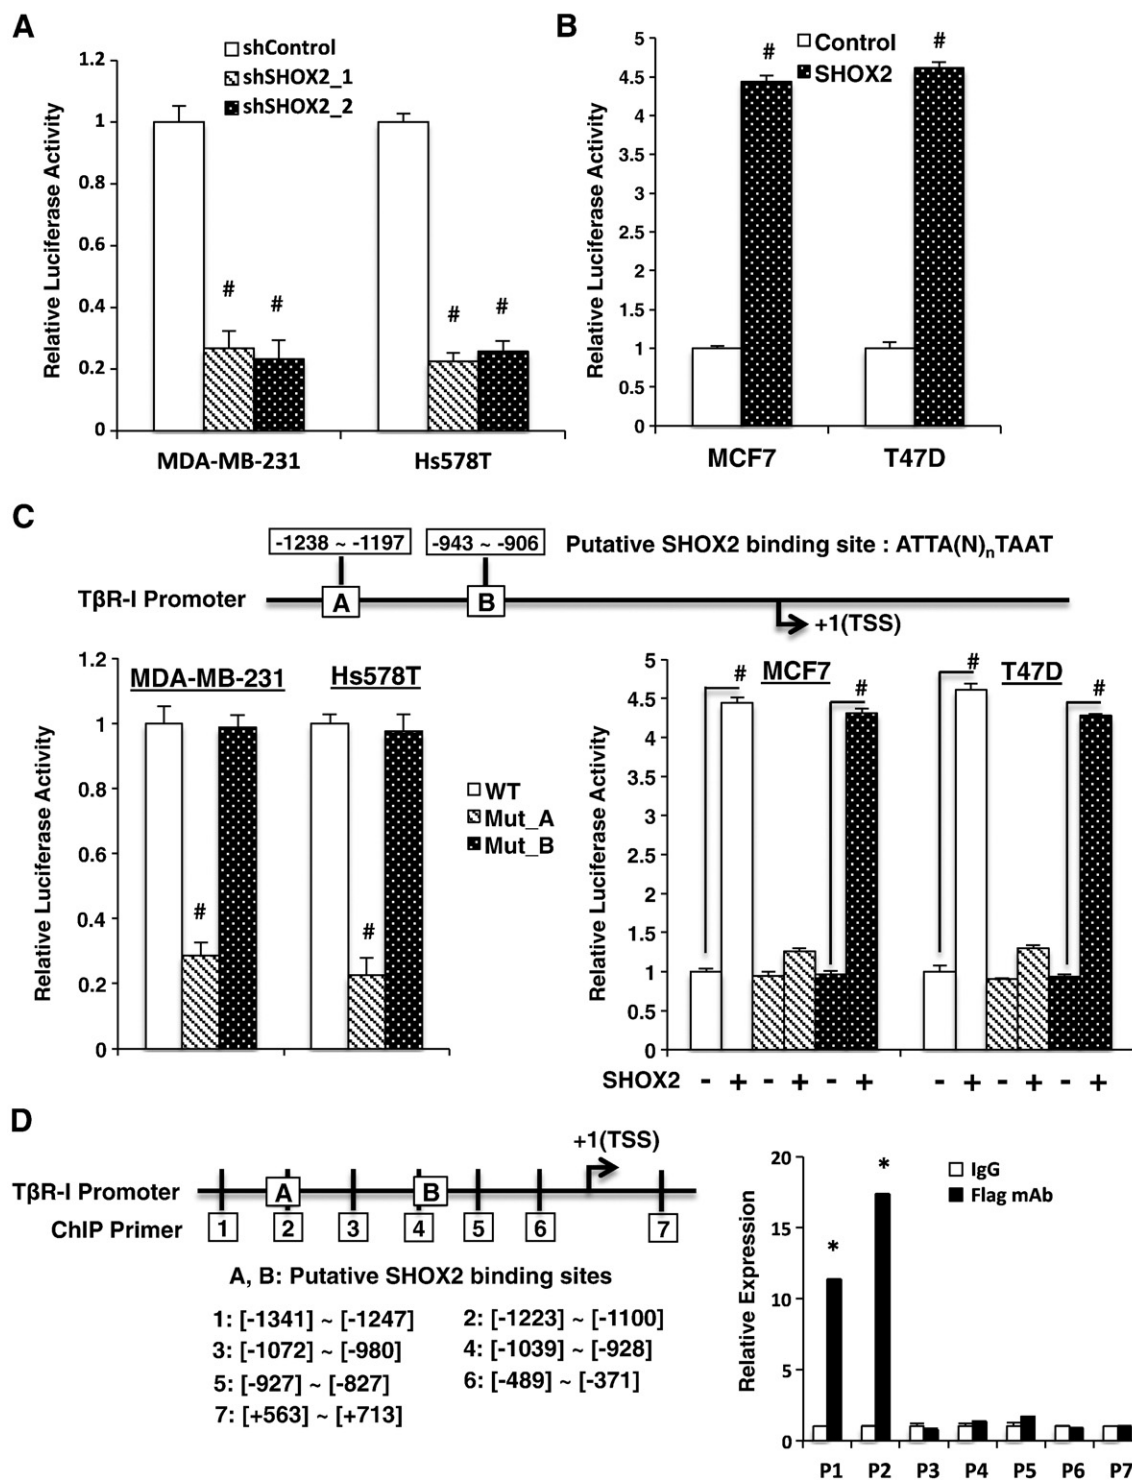 A
shControl
shSHOX2_1
shSHOX2_2
Relative Luciferase Activity
1.2
1
0.8
0.6
0.4
0.2
0
# # # #
MDA-MB-231 Hs578T
B
Control
SHOX2
Relative Luciferase Activity
5
4.5
4
3.5
3
2.5
2
1.5
1
0.5
0
# #
MCF7 T47D
C
-1238 ~ -1197 -943 ~ -906 Putative SHOX2 binding site : ATTA(N)nTAAT
TβR-I Promoter A B
+1(TSS)
Relative Luciferase Activity
1.2
1
0.8
0.6
0.4
0.2
0
MDA-MB-231 Hs578T
# #
WT
Mut_A
Mut_B
Relative Luciferase Activity
5
4.5
4
3.5
3
2.5
2
1.5
1
0.5
0
# MCF7 # # T47D #
SHOX2 - + - + - + - + - + - +
D
+1(TSS)
TβR-I Promoter A B
ChIP Primer 1 2 3 4 5 6 7
A, B: Putative SHOX2 binding sites
1: [-1341] ~ [-1247] 2: [-1223] ~ [-1100]
3: [-1072] ~ [-980] 4: [-1039] ~ [-928]
5: [-927] ~ [-827] 6: [-489] ~ [-371]
7: [+563] ~ [+713]
Relative Expression
20
15
10
5
0
* *
IgG
Flag mAb
P1 P2 P3 P4 P5 P6 P7